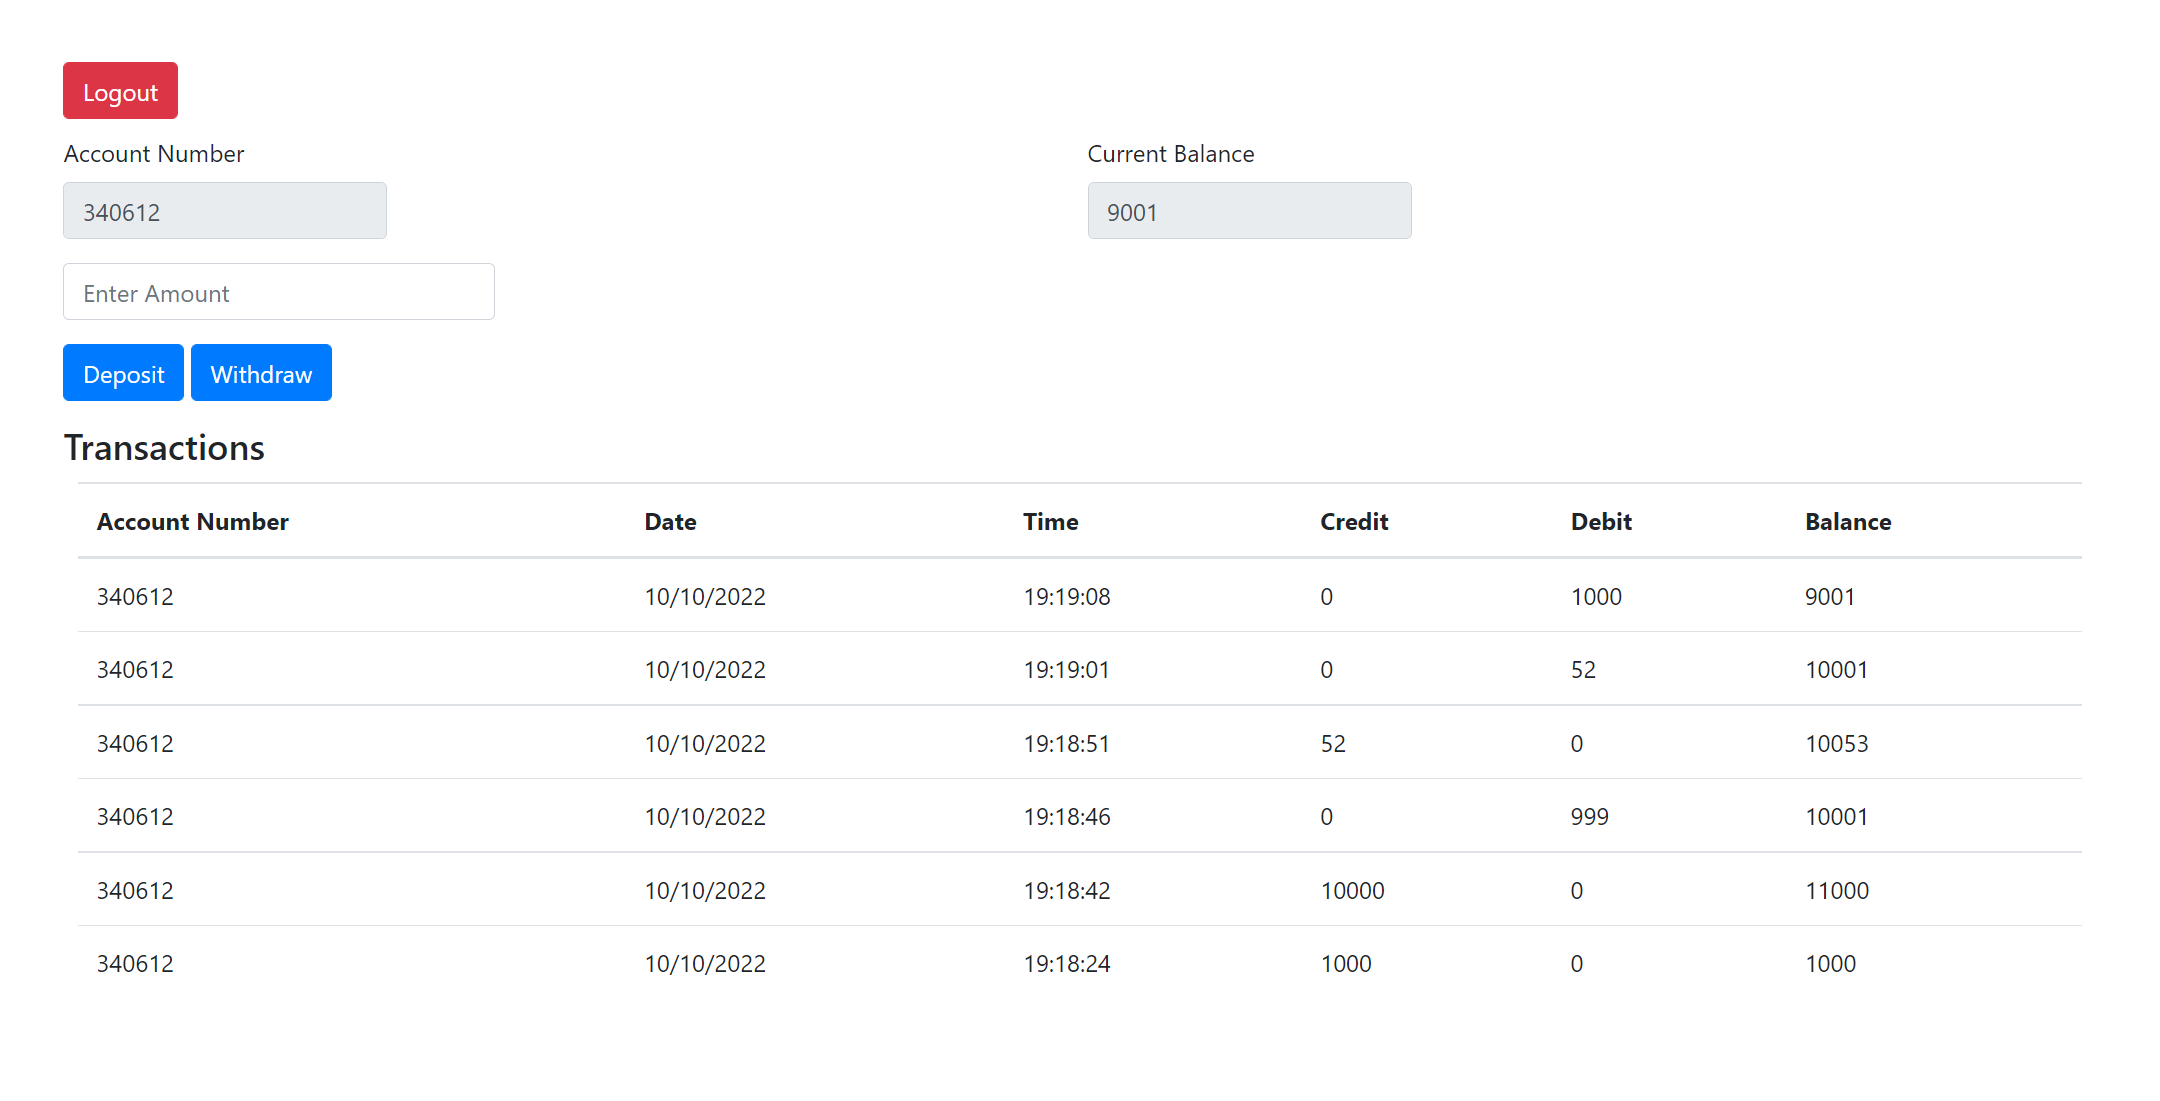 Logout
Account Number Current Balance
340612 9001
Enter Amount
Deposit Withdraw
Transactions
Account Number Date Time Credit Debit Balance
340612 10/10/2022 19:19:08 0 1000 9001
340612 10/10/2022 19:19:01 0 52 10001
340612 10/10/2022 19:18:51 52 0 10053
340612 10/10/2022 19:18:46 0 999 10001
340612 10/10/2022 19:18:42 10000 0 11000
340612 10/10/2022 19:18:24 1000 0 1000